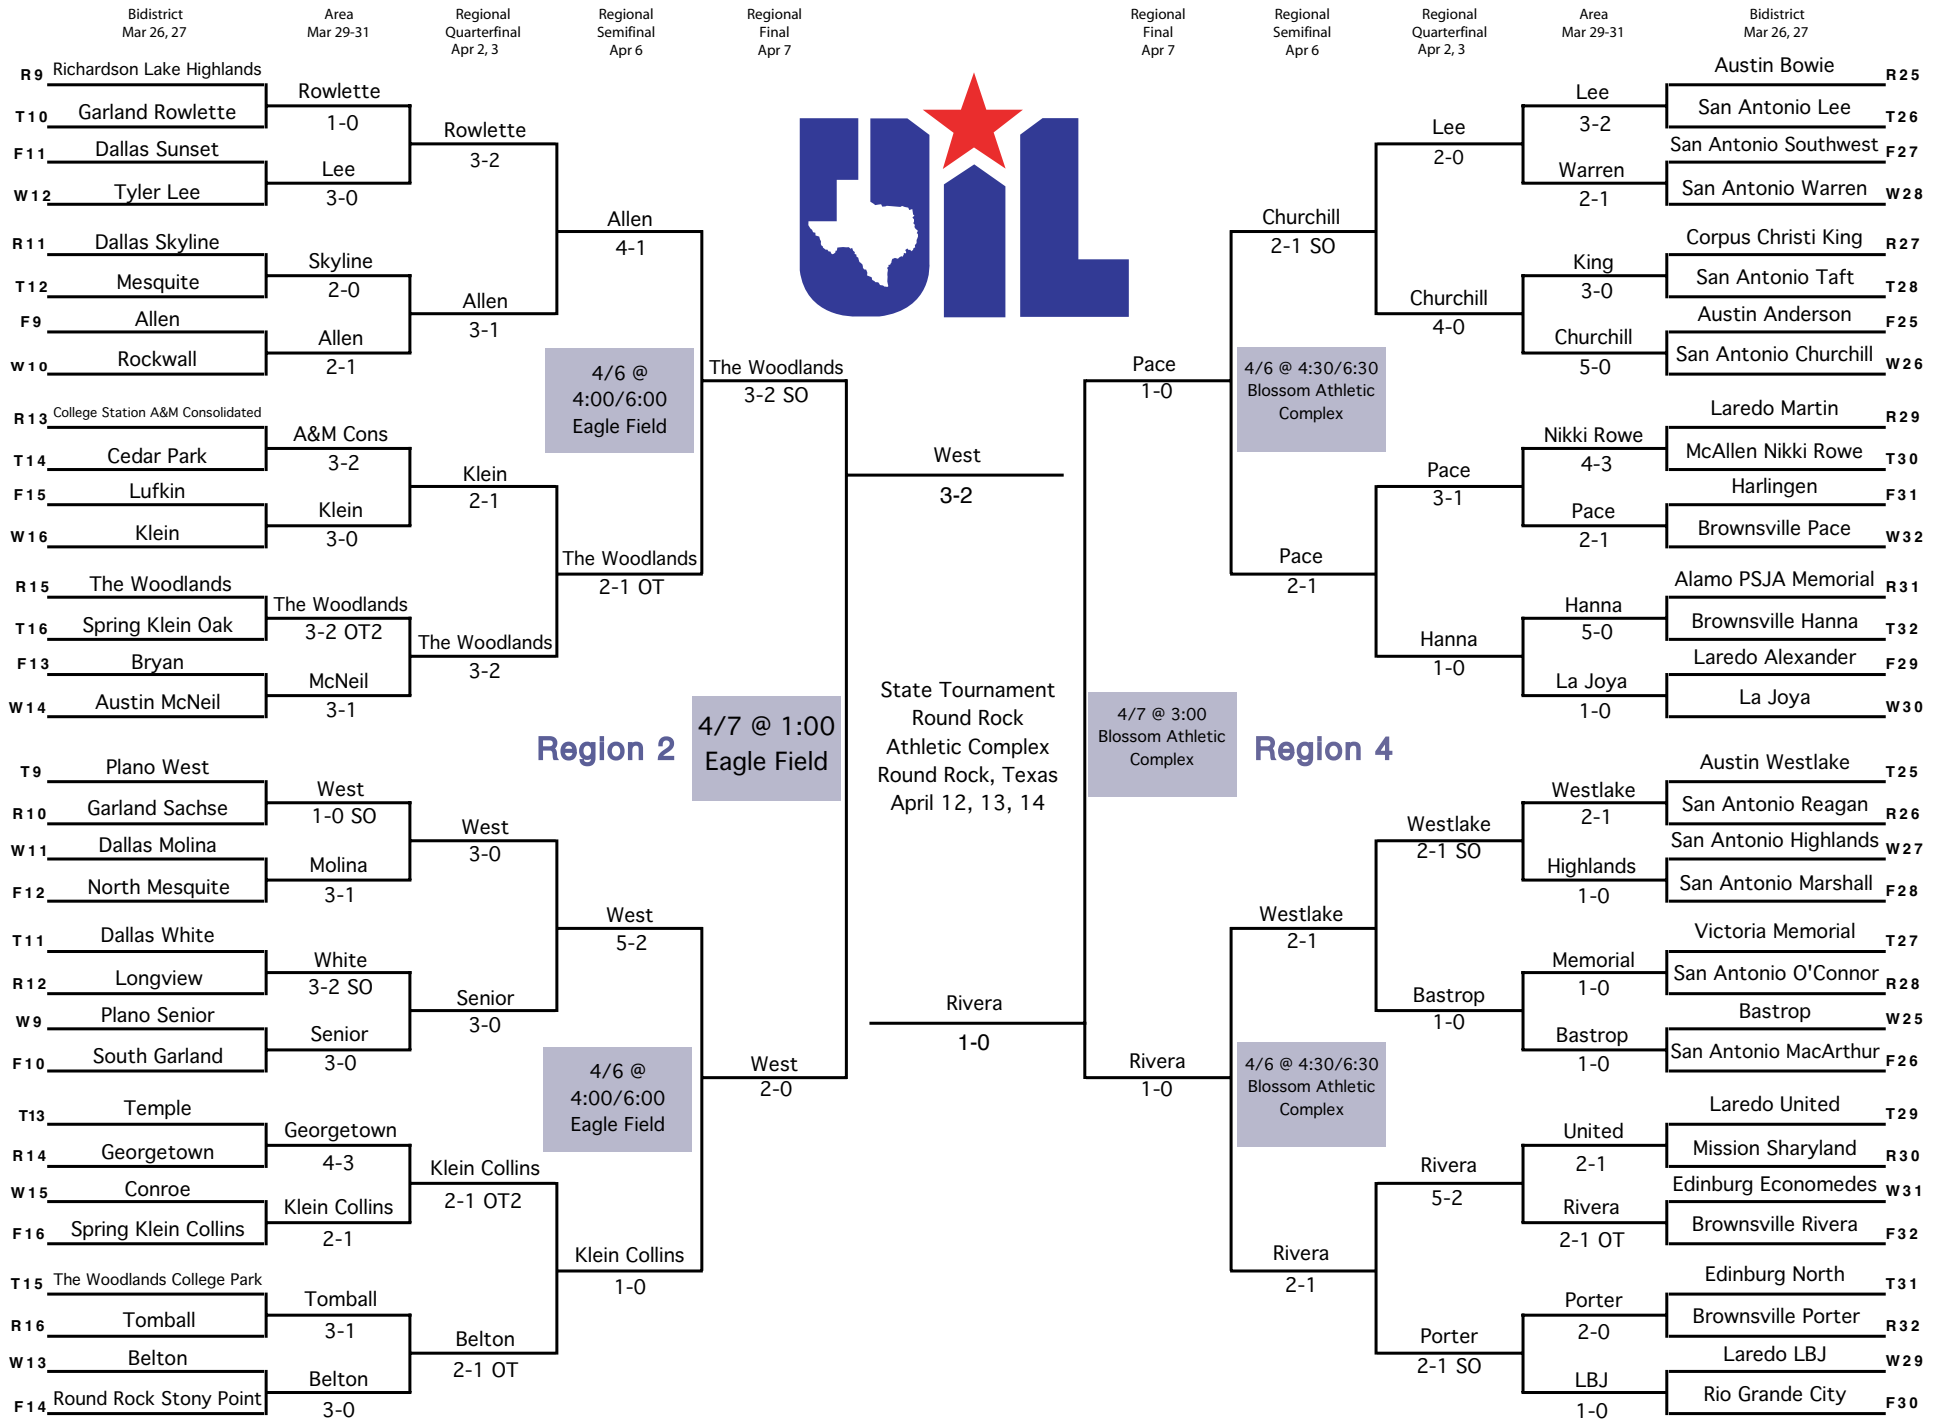 Bidistrict
Mar 26, 27
Area
Mar 29-31
Regional
Quarterfinal
Apr 2, 3
Regional
Semifinal
Apr 6
Regional
Final
Apr 7
Regional
Final
Apr 7
Regional
Semifinal
Apr 6
Regional
Quarterfinal
Apr 2, 3
Area
Mar 29-31
Bidistrict
Mar 26, 27
R9 Richardson Lake Highlands
T10 Garland Rowlette
F11 Dallas Sunset
W12 Tyler Lee
R11 Dallas Skyline
T12 Mesquite
F9 Allen
W10 Rockwall
R13 College Station A&M Consolidated
T14 Cedar Park
F15 Lufkin
W16 Klein
R15 The Woodlands
T16 Spring Klein Oak
F13 Bryan
W14 Austin McNeil
T9 Plano West
R10 Garland Sachse
W11 Dallas Molina
F12 North Mesquite
T11 Dallas White
R12 Longview
W9 Plano Senior
F10 South Garland
T13 Temple
R14 Georgetown
W15 Conroe
F16 Spring Klein Collins
T15 The Woodlands College Park
R16 Tomball
W13 Belton
F14 Round Rock Stony Point
Rowlette
1-0
Lee
3-0
Skyline
2-0
Allen
2-1
A&M Cons
3-2
Klein
3-0
The Woodlands
3-2 OT2
McNeil
3-1
West
1-0 SO
Molina
3-1
White
3-2 SO
Senior
3-0
Georgetown
4-3
Klein Collins
2-1
Tomball
3-1
Belton
3-0
Rowlette
3-2
Allen
3-1
Klein
2-1
The Woodlands
3-2
West
3-0
Senior
3-0
Klein Collins
2-1 OT2
Belton
2-1 OT
Allen
4-1
4/6 @
4:00/6:00
Eagle Field
The Woodlands
2-1 OT
Region 2
West
5-2
4/6 @
4:00/6:00
Eagle Field
Klein Collins
1-0
The Woodlands
3-2 SO
4/7 @ 1:00
Eagle Field
West
2-0
UIL
West
3-2
State Tournament
Round Rock
Athletic Complex
Round Rock, Texas
April 12, 13, 14
Rivera
1-0
Pace
1-0
4/7 @ 3:00
Blossom Athletic
Complex
Rivera
1-0
Churchill
2-1 SO
4/6 @ 4:30/6:30
Blossom Athletic
Complex
Pace
2-1
Region 4
Westlake
2-1
4/6 @ 4:30/6:30
Blossom Athletic
Complex
Rivera
2-1
Lee
2-0
Churchill
4-0
Pace
3-1
Hanna
1-0
Westlake
2-1 SO
Bastrop
1-0
Rivera
5-2
Porter
2-1 SO
Lee
3-2
Warren
2-1
King
3-0
Churchill
5-0
Nikki Rowe
4-3
Pace
2-1
Hanna
5-0
La Joya
1-0
Westlake
2-1
Highlands
1-0
Memorial
1-0
Bastrop
1-0
United
2-1
Rivera
2-1 OT
Porter
2-0
LBJ
1-0
Austin Bowie R25
San Antonio Lee T26
San Antonio Southwest F27
San Antonio Warren W28
Corpus Christi King R27
San Antonio Taft T28
Austin Anderson F25
San Antonio Churchill W26
Laredo Martin R29
McAllen Nikki Rowe T30
Harlingen F31
Brownsville Pace W32
Alamo PSJA Memorial R31
Brownsville Hanna T32
Laredo Alexander F29
La Joya W30
Austin Westlake T25
San Antonio Reagan R26
San Antonio Highlands W27
San Antonio Marshall F28
Victoria Memorial T27
San Antonio O'Connor R28
Bastrop W25
San Antonio MacArthur F26
Laredo United T29
Mission Sharyland R30
Edinburg Economedes W31
Brownsville Rivera F32
Edinburg North T31
Brownsville Porter R32
Laredo LBJ W29
Rio Grande City F30